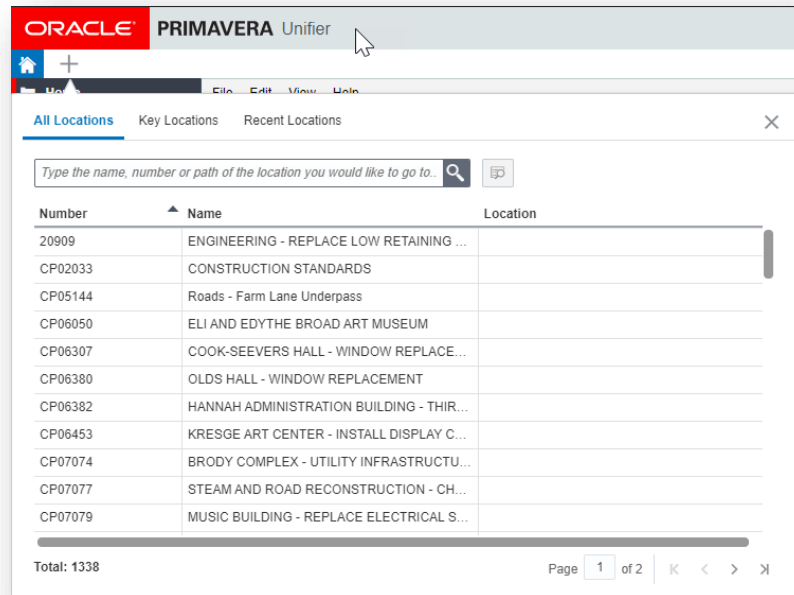 ORACLE PRIMAVERA Unifier
File Edit View Help
All Locations Key Locations Recent Locations
Type the name, number or path of the location you would like to go to..
Number Name Location
20909 ENGINEERING - REPLACE LOW RETAINING ...
CP02033 CONSTRUCTION STANDARDS
CP05144 Roads - Farm Lane Underpass
CP06050 ELI AND EDYTHE BROAD ART MUSEUM
CP06307 COOK-SEEVERS HALL - WINDOW REPLACE...
CP06380 OLDS HALL - WINDOW REPLACEMENT
CP06382 HANNAH ADMINISTRATION BUILDING - THIR...
CP06453 KRESGE ART CENTER - INSTALL DISPLAY C...
CP07074 BRODY COMPLEX - UTILITY INFRASTRUCTU...
CP07077 STEAM AND ROAD RECONSTRUCTION - CH...
CP07079 MUSIC BUILDING - REPLACE ELECTRICAL S...
Total: 1338 Page 1 of 2